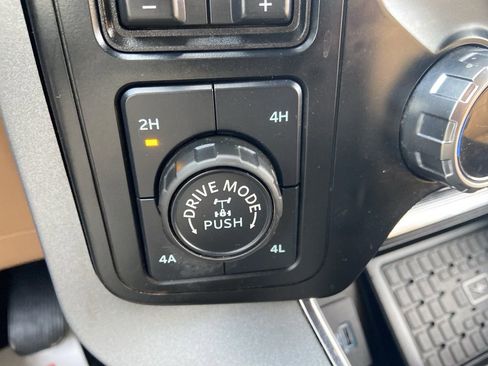 − +
2H 4H
DRIVE MODE
PUSH
4A 4L